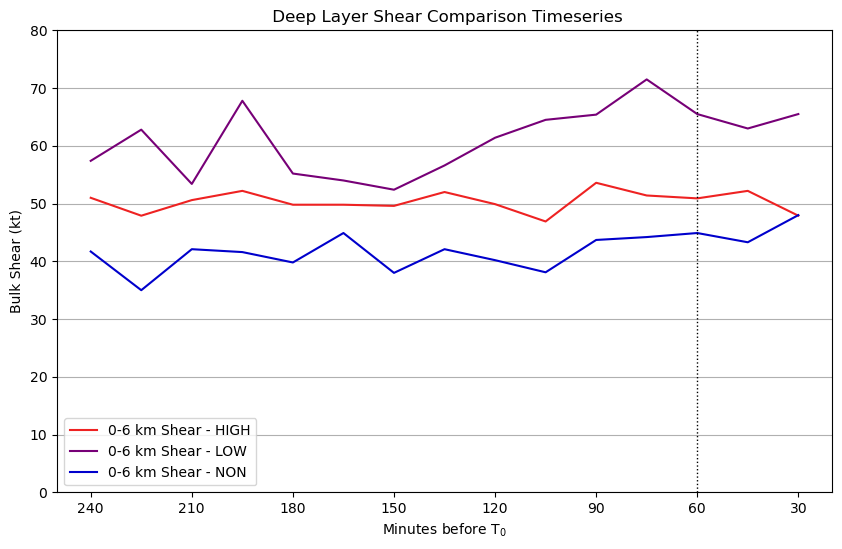 Deep Layer Shear Comparison Timeseries
80
70
60
50
40
30
20
10
0
Bulk Shear (kt)
0-6 km Shear - HIGH
0-6 km Shear - LOW
0-6 km Shear - NON
240 210 180 150 120 90 60 30
Minutes before T₀